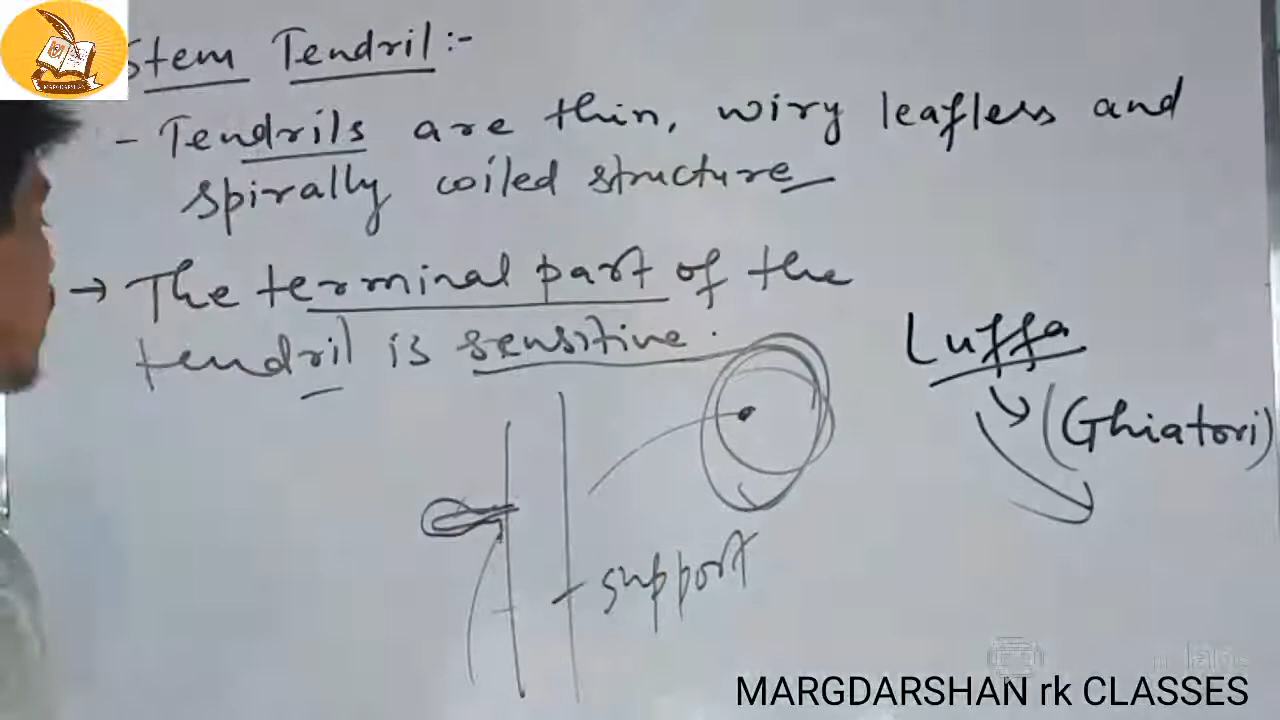 MARGDARSHAN
Stem Tendril:-
- Tendrils are thin, wiry leafless and
spirally coiled structure
→ The terminal part of the
tendril is sensitive.
Luffa
(Ghiatori)
support
MARGDARSHAN rk CLASSES